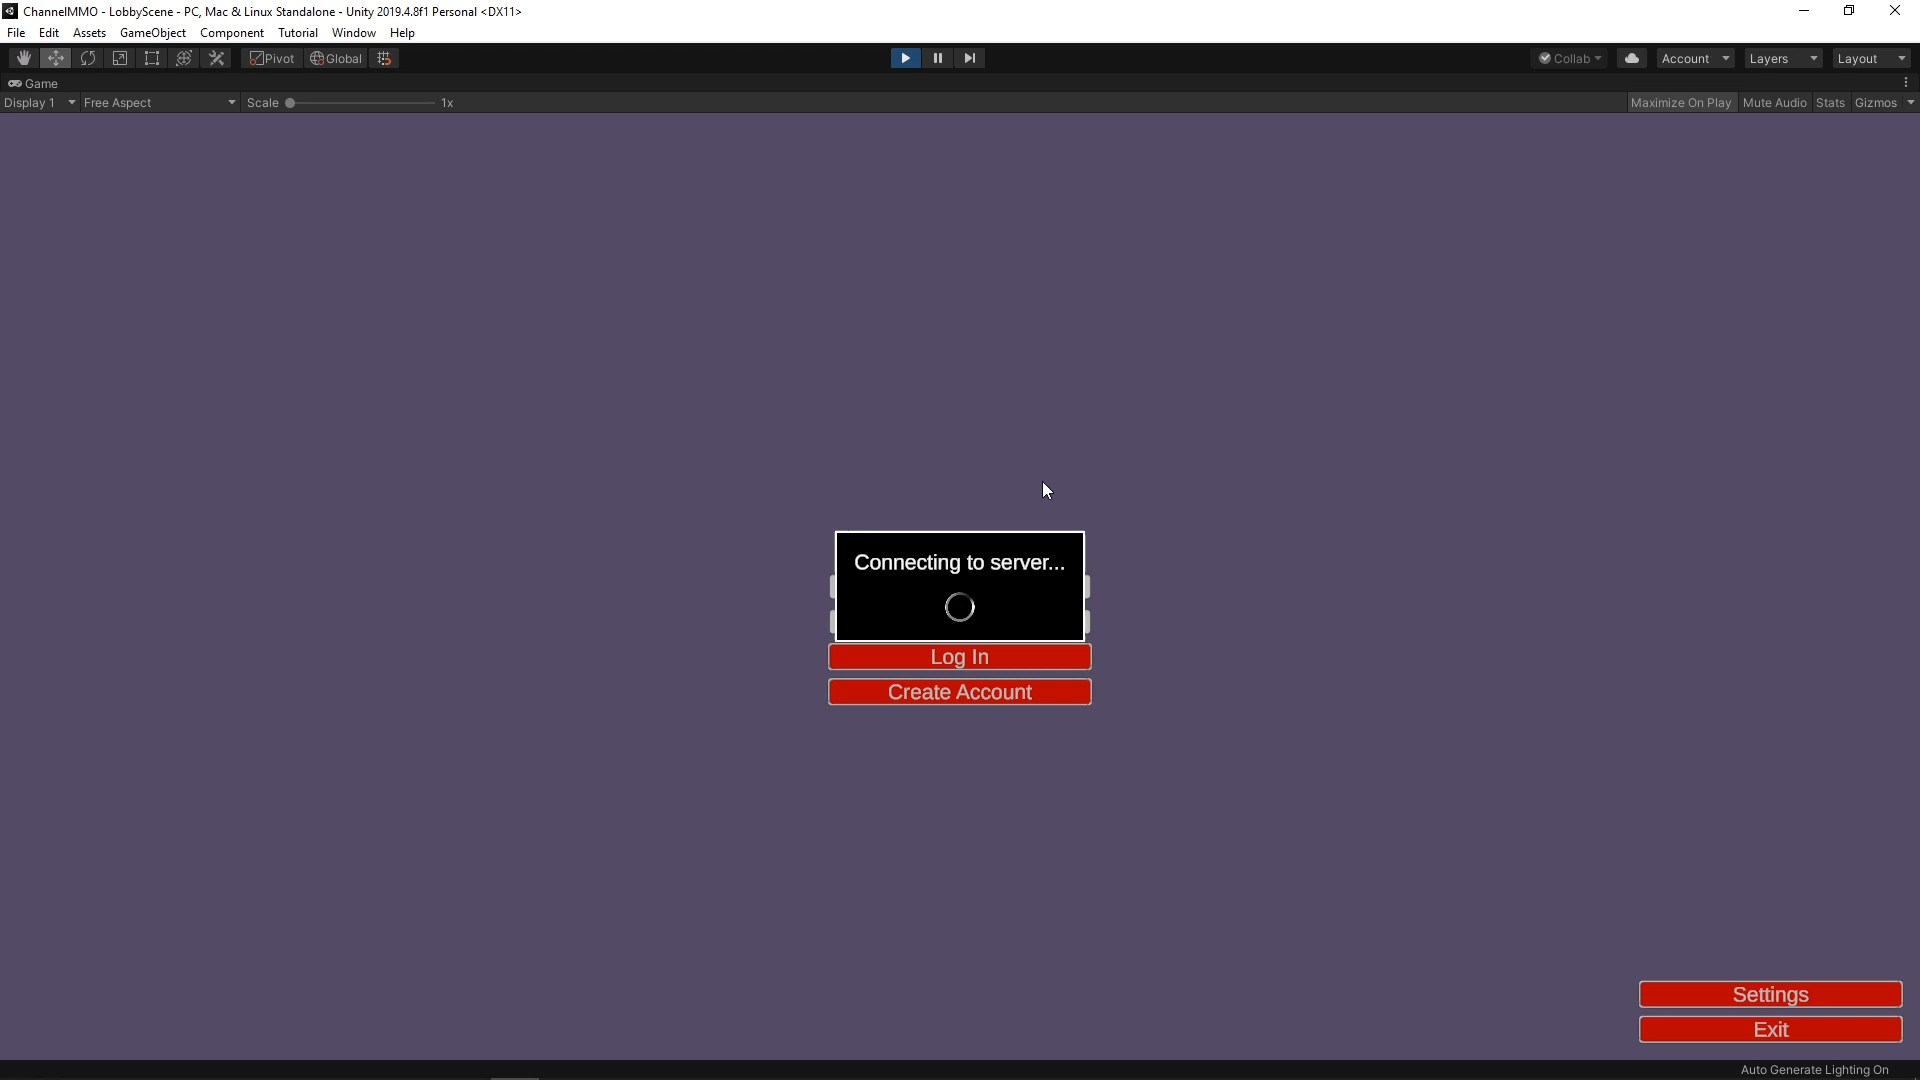 ChannelMMO - LobbyScene - PC, Mac & Linux Standalone - Unity 2019.4.8f1 Personal <DX11>
File Edit Assets GameObject Component Tutorial Window Help
Pivot Global Collab Account Layers Layout
Game
Display 1 Free Aspect Scale 1x Maximize On Play Mute Audio Stats Gizmos
Connecting to server...
Log In
Create Account
Settings
Exit
Auto Generate Lighting On